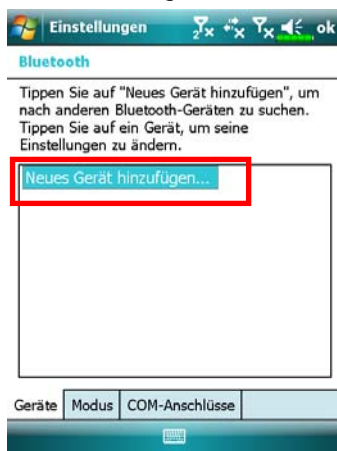 Einstellungen ok
Bluetooth
Tippen Sie auf "Neues Gerät hinzufügen", um
nach anderen Bluetooth-Geräten zu suchen.
Tippen Sie auf ein Gerät, um seine
Einstellungen zu ändern.
Neues Gerät hinzufügen...
Geräte Modus COM-Anschlüsse